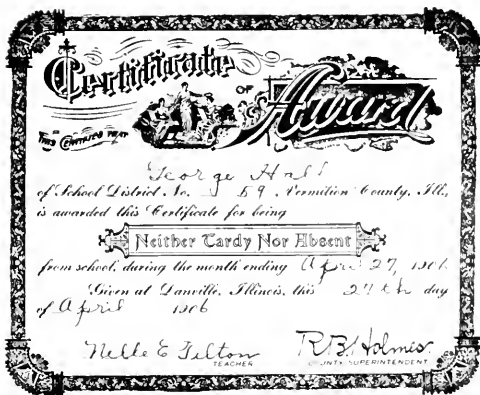 Certificate
OF
Award
THIS CERTIFIES THAT
George Hall
of School District No. 59, Vermilion County, Ill.,
is awarded this Certificate for being
Neither Tardy Nor Absent
from school, during the month ending April 27, 1906
Given at Danville, Illinois, this 27th day
of April 1906
Nelle E Tilton
TEACHER
R.B. Holmes
COUNTY SUPERINTENDENT